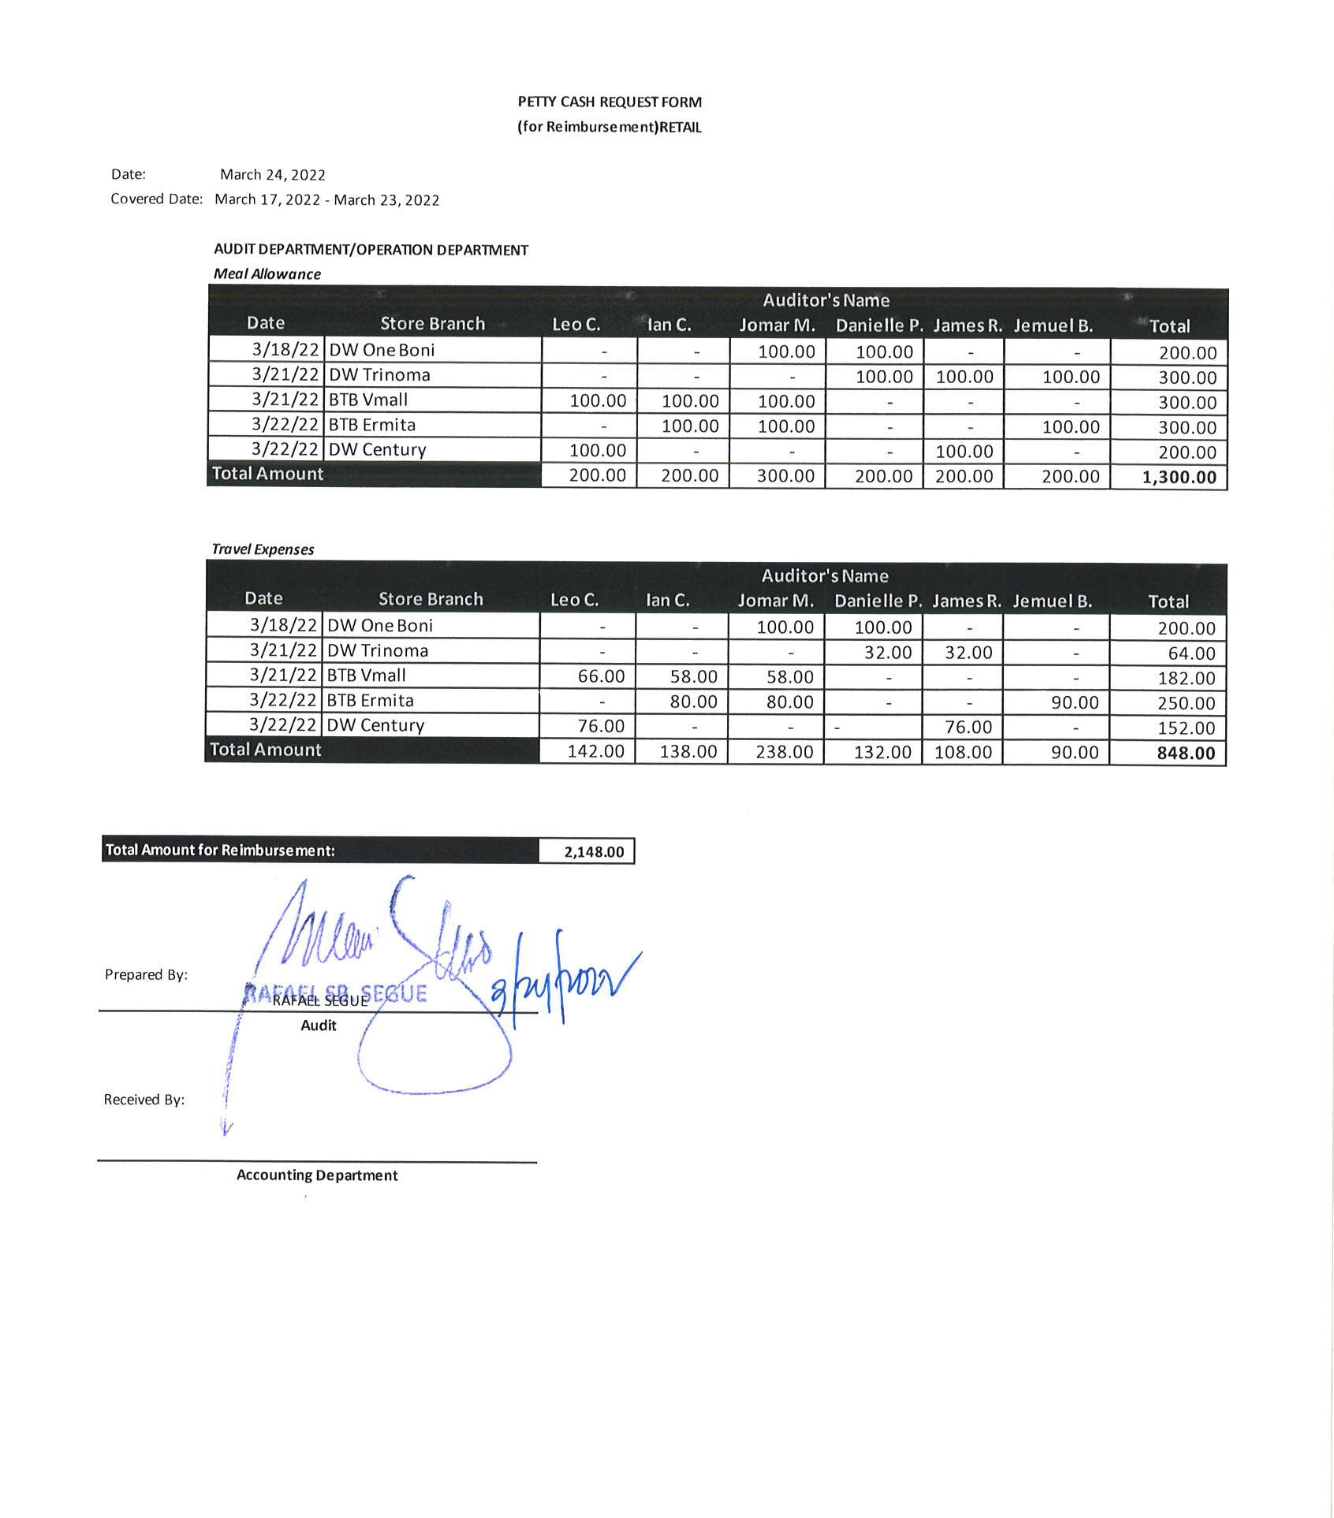 PETTY CASH REQUEST FORM
(for Reimbursement)RETAIL
Date: March 24, 2022
Covered Date: March 17, 2022 - March 23, 2022
AUDIT DEPARTMENT/OPERATION DEPARTMENT
Meal Allowance
Auditor's Name
Date Store Branch Leo C. Ian C. Jomar M. Danielle P. James R. Jemuel B. Total
3/18/22 DW One Boni - - 100.00 100.00 - - 200.00
3/21/22 DW Trinoma - - - 100.00 100.00 100.00 300.00
3/21/22 BTB Vmall 100.00 100.00 100.00 - - - 300.00
3/22/22 BTB Ermita - 100.00 100.00 - - 100.00 300.00
3/22/22 DW Century 100.00 - - - 100.00 - 200.00
Total Amount 200.00 200.00 300.00 200.00 200.00 200.00 1,300.00
Travel Expenses
Auditor's Name
Date Store Branch Leo C. Ian C. Jomar M. Danielle P. James R. Jemuel B. Total
3/18/22 DW One Boni - - 100.00 100.00 - - 200.00
3/21/22 DW Trinoma - - - 32.00 32.00 - 64.00
3/21/22 BTB Vmall 66.00 58.00 58.00 - - - 182.00
3/22/22 BTB Ermita - 80.00 80.00 - - 90.00 250.00
3/22/22 DW Century 76.00 - - - 76.00 - 152.00
Total Amount 142.00 138.00 238.00 132.00 108.00 90.00 848.00
Total Amount for Reimbursement: 2,148.00
Prepared By:
RAFAEL SB. SEGUE
RAFAEL SEGUE
Audit
Received By:
Accounting Department